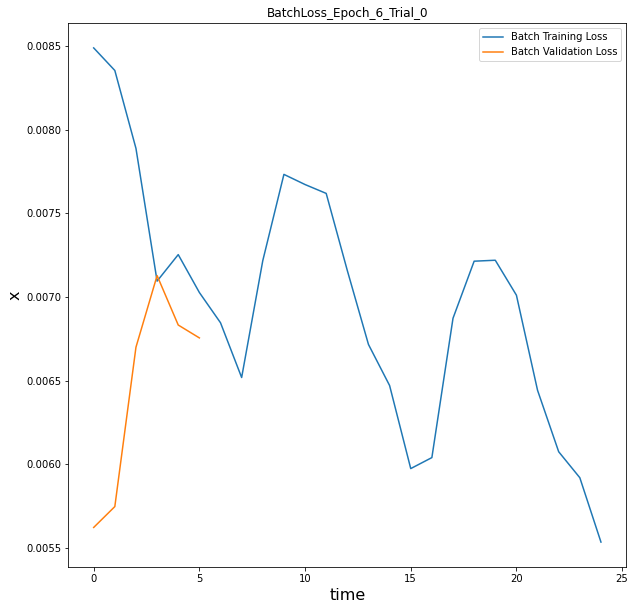 BatchLoss_Epoch_6_Trial_0
Batch Training Loss
Batch Validation Loss
0.0085
0.0080
0.0075
0.0070
0.0065
0.0060
0.0055
x
0 5 10 15 20 25
time